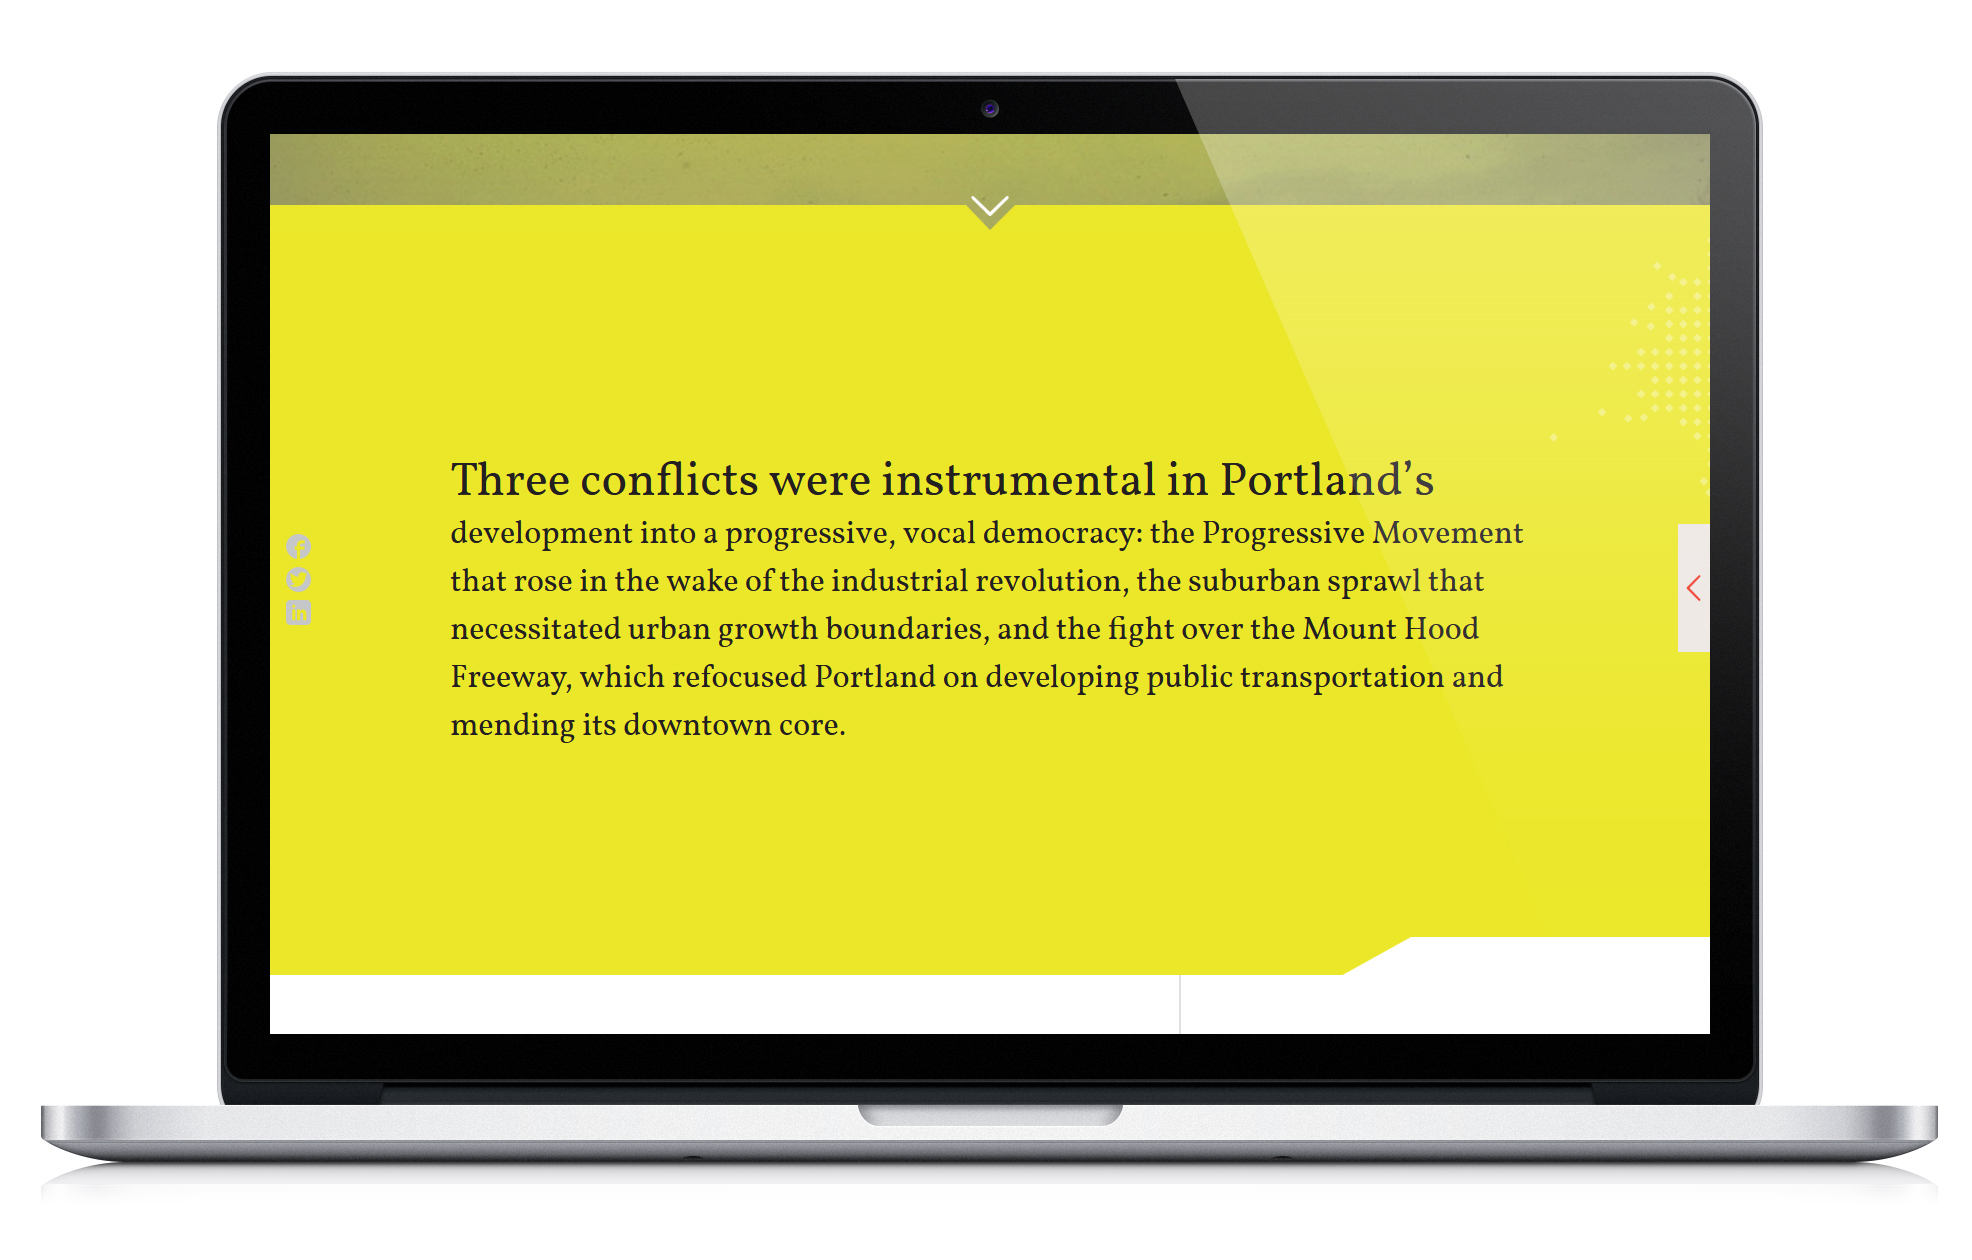 Three conflicts were instrumental in Portland’s
development into a progressive, vocal democracy: the Progressive Movement
that rose in the wake of the industrial revolution, the suburban sprawl that
necessitated urban growth boundaries, and the fight over the Mount Hood
Freeway, which refocused Portland on developing public transportation and
mending its downtown core.